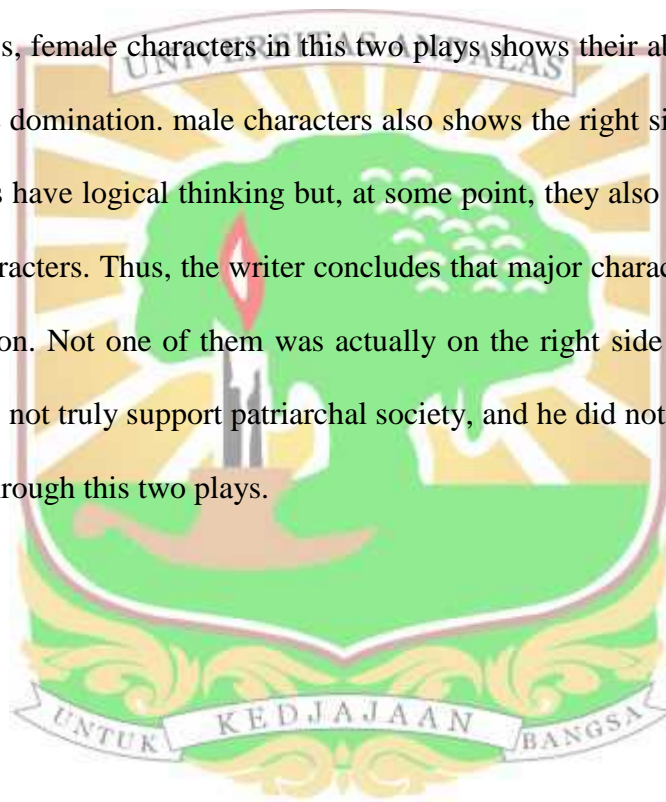 s, female characters in this two plays shows their ab
UNIVERSITAS ANDALAS
domination. male characters also shows the right si
s have logical thinking but, at some point, they also
racters. Thus, the writer concludes that major charac
on. Not one of them was actually on the right side
not truly support patriarchal society, and he did not
hrough this two plays.
UNTUK KEDJAJAAN BANGSA